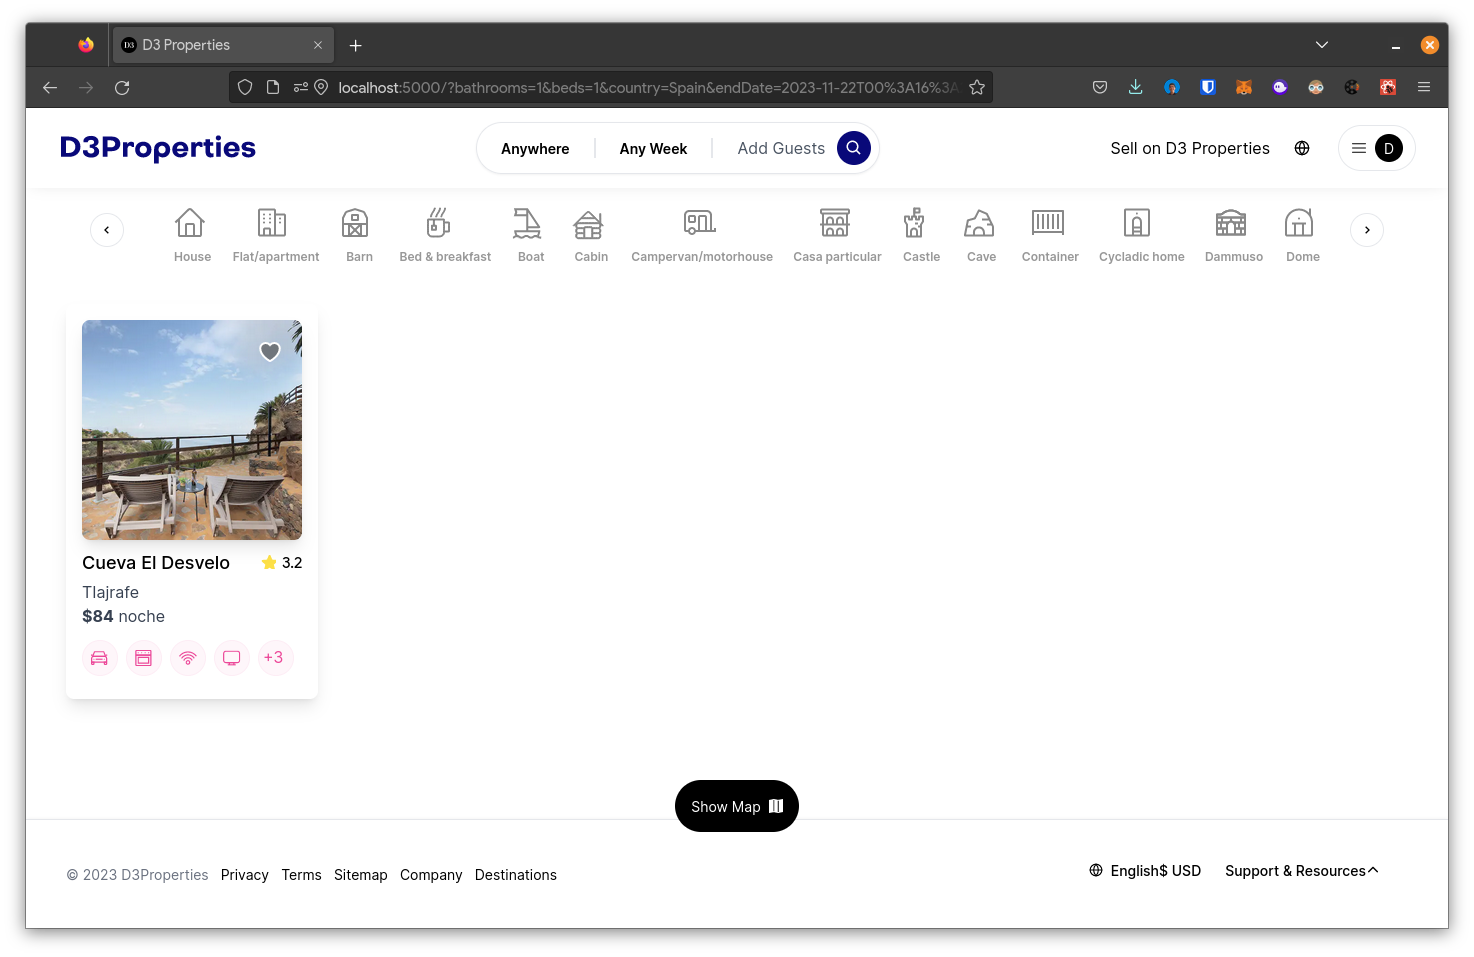 D3 D3 Properties
localhost:5000/?bathrooms=1&beds=1&country=Spain&endDate=2023-11-22T00%3A16%3A
D3Properties
Anywhere
Any Week
Add Guests
Sell on D3 Properties
D
House
Flat/apartment
Barn
Bed & breakfast
Boat
Cabin
Campervan/motorhouse
Casa particular
Castle
Cave
Container
Cycladic home
Dammuso
Dome
Cueva El Desvelo
3.2
Tlajrafe
$84 noche
+3
Show Map
© 2023 D3Properties Privacy Terms Sitemap Company Destinations
English$ USD
Support & Resources